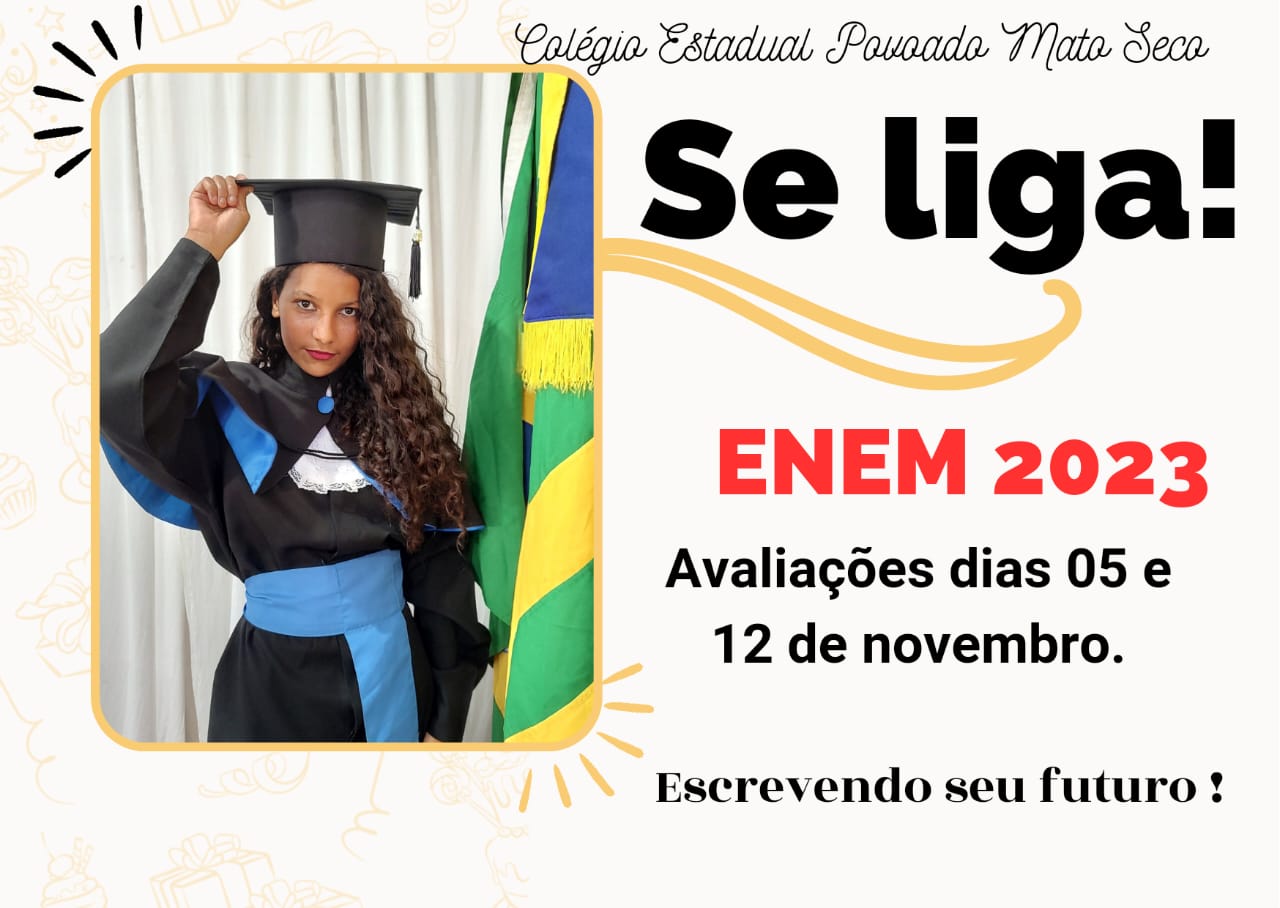 Colégio Estadual Povoado Mato Seco
Se liga!
ENEM 2023
Avaliações dias 05 e
12 de novembro.
Escrevendo seu futuro !